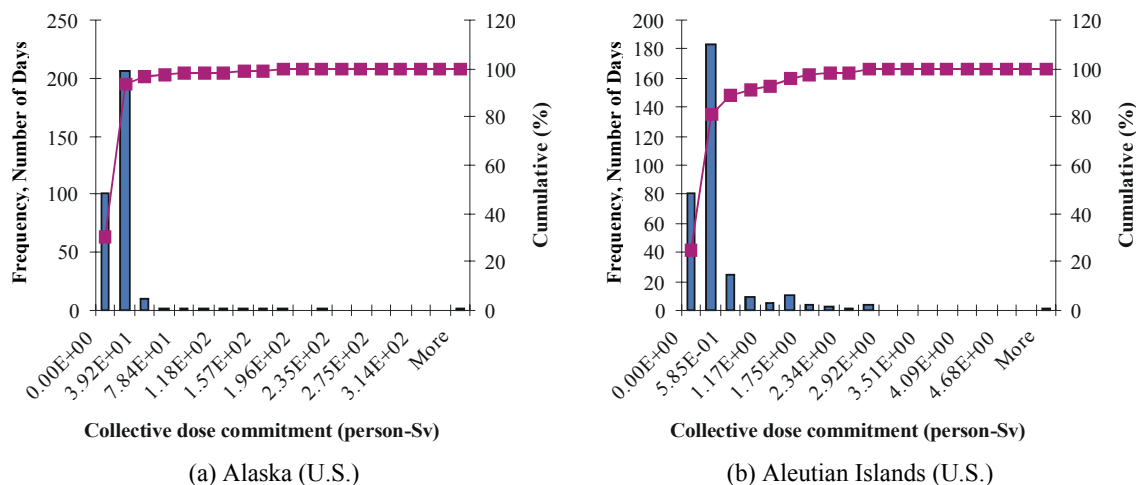 250
200
150
100
50
0
Frequency, Number of Days
120
100
80
60
40
20
0
Cumulative (%)
0.00E+00
3.92E+01
7.84E+01
1.18E+02
1.57E+02
1.96E+02
2.35E+02
2.75E+02
3.14E+02
More
Collective dose commitment (person-Sv)
(a) Alaska (U.S.)
200
180
160
140
120
100
80
60
40
20
0
Frequency, Number of Days
120
100
80
60
40
20
0
Cumulative (%)
0.00E+00
5.85E-01
1.17E+00
1.75E+00
2.34E+00
2.92E+00
3.51E+00
4.09E+00
4.68E+00
More
Collective dose commitment (person-Sv)
(b) Aleutian Islands (U.S.)